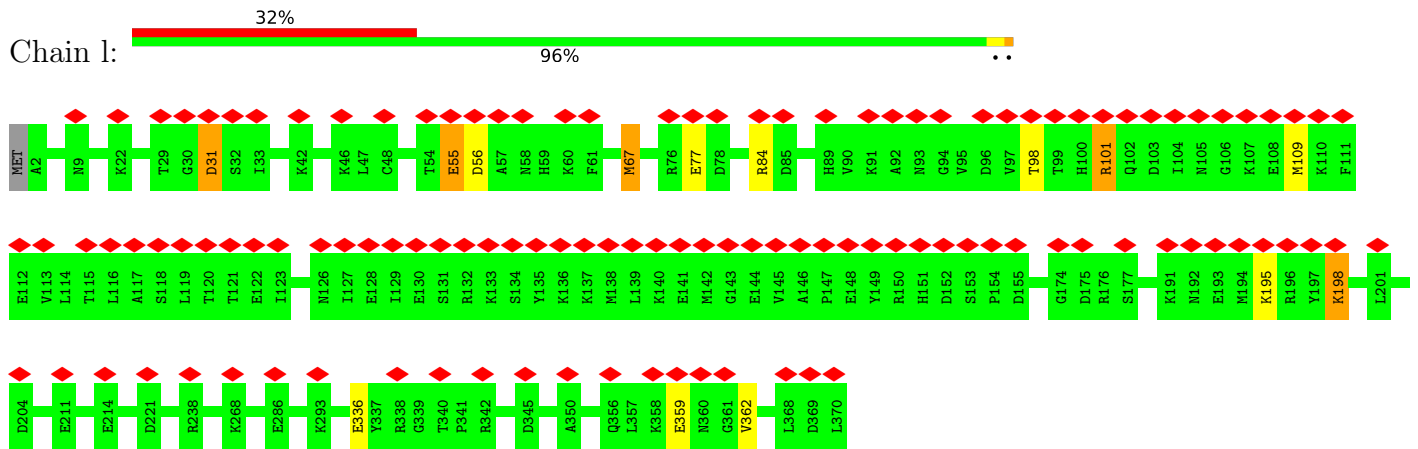 32%
Chain l:
96%
..
MET A2 N9 K22 T29 G30 D31 S32 I33 K42 K46 L47 C48 T54 E55 D56 A57 N58 H59 K60 F61 M67 R76 E77 D78 R84 D85 H89 V90 K91 A92 N93 G94 V95 D96 V97 T98 T99 H100 R101 Q102 D103 I104 N105 G106 K107 E108 M109 K110 F111
E112 V113 L114 T115 L116 A117 S118 L119 T120 T121 E122 I123 N126 I127 E128 I129 E130 S131 R132 K133 S134 Y135 K136 K137 M138 L139 K140 E141 M142 G143 E144 V145 A146 P147 E148 Y149 R150 H151 D152 S153 P154 D155 G174 D175 R176 S177 K191 N192 E193 M194 K195 R196 Y197 K198 L201
D204 E211 E214 D221 R238 K268 E286 K293 E336 Y337 R338 G339 T340 P341 R342 D345 A350 Q356 L357 K358 E359 N360 G361 V362 L368 D369 L370